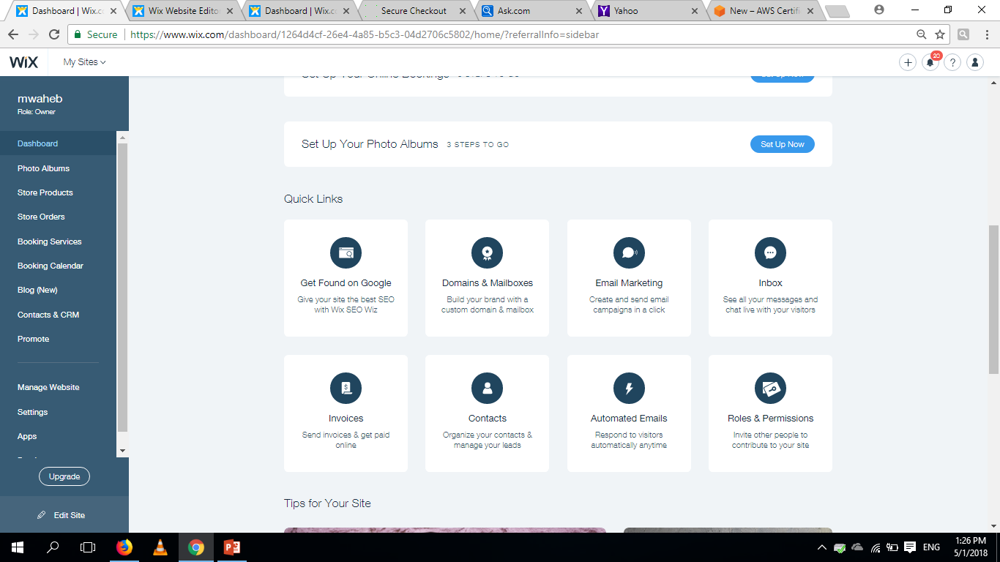 Dashboard | Wix.c
Wix Website Edito
Dashboard | Wix.c
Secure Checkout
Ask.com
Yahoo
New – AWS Certifi
Secure
https://www.wix.com/dashboard/1264d4cf-26e4-4a85-b5c3-04d2706c5802/home/?referralInfo=sidebar
WiX
My Sites
20
?
mwaheb
Role: Owner
Dashboard
Photo Albums
Store Products
Store Orders
Booking Services
Booking Calendar
Blog (New)
Contacts & CRM
Promote
Manage Website
Settings
Apps
Upgrade
Edit Site
Set Up Your Online Bookings
Set Up Now
Set Up Your Photo Albums 3 STEPS TO GO
Set Up Now
Quick Links
Get Found on Google
Give your site the best SEO
with Wix SEO Wiz
Domains & Mailboxes
Build your brand with a
custom domain & mailbox
Email Marketing
Create and send email
campaigns in a click
Inbox
See all your messages and
chat live with your visitors
Invoices
Send invoices & get paid
online
Contacts
Organize your contacts &
manage your leads
Automated Emails
Respond to visitors
automatically anytime
Roles & Permissions
Invite other people to
contribute to your site
Tips for Your Site
ENG
1:26 PM
5/1/2018